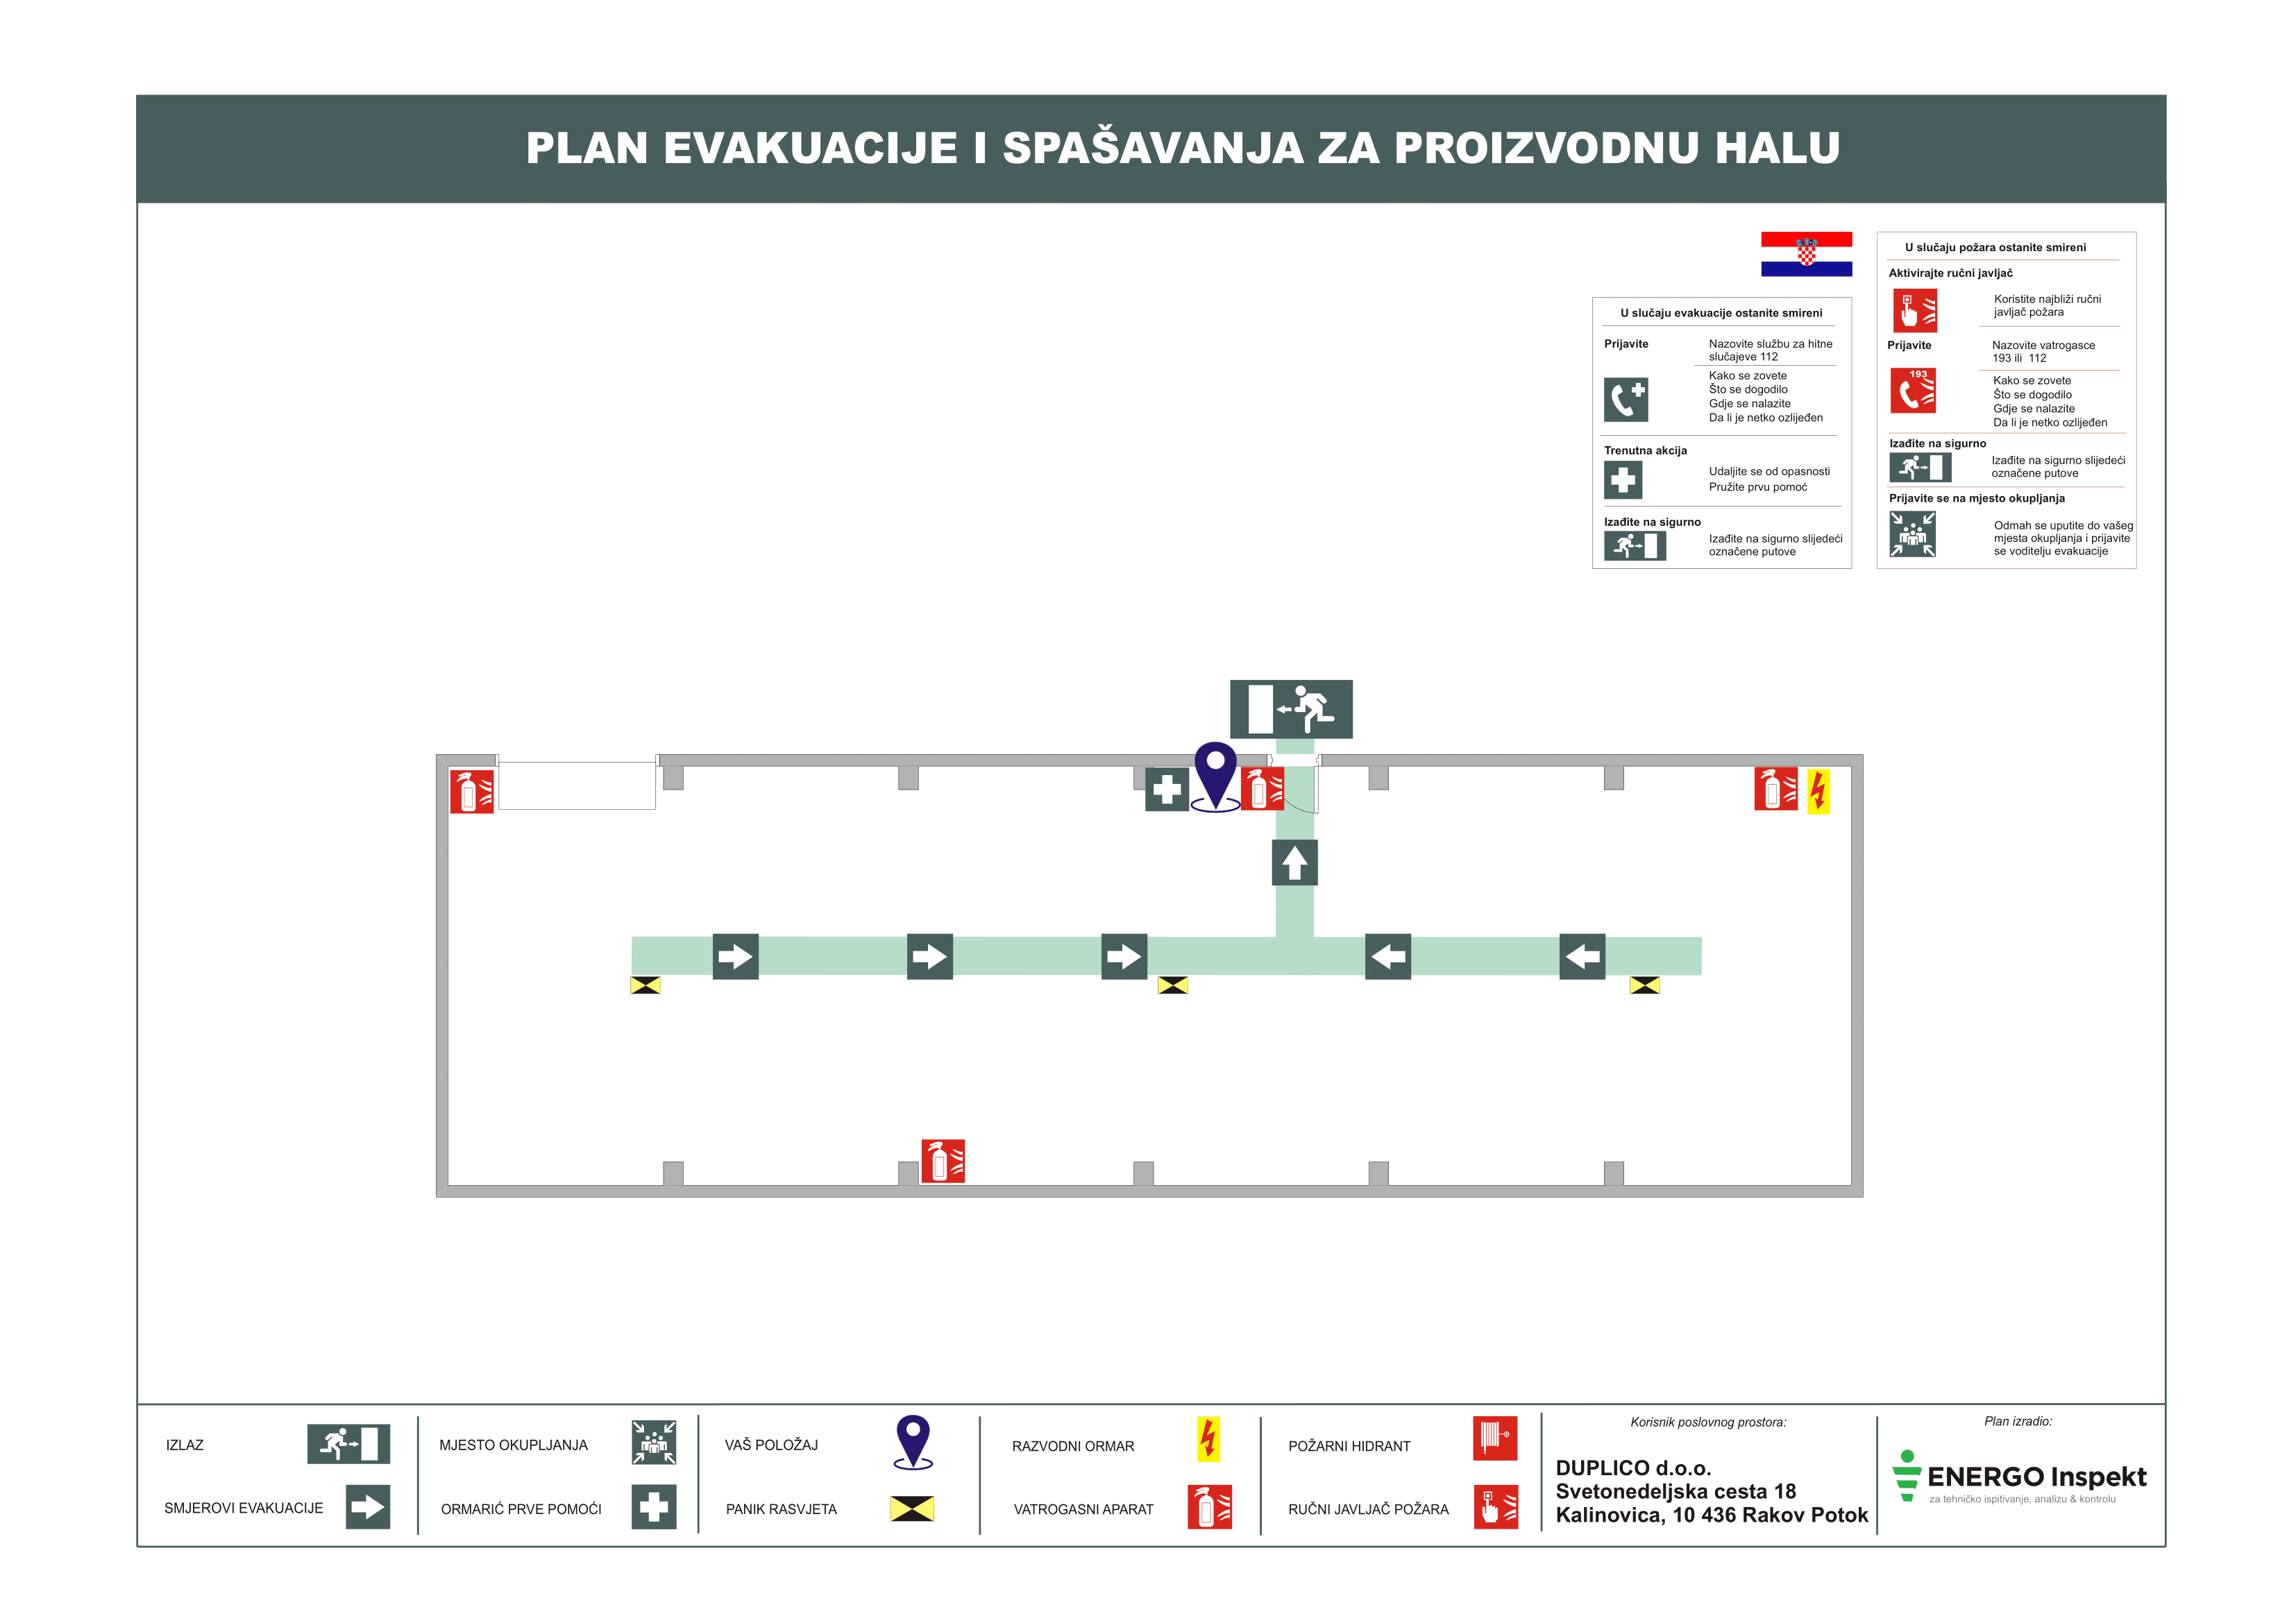 PLAN EVAKUACIJE I SPAŠAVANJA ZA PROIZVODNU HALU
U slučaju evakuacije ostanite smireni
Prijavite
Nazovite službu za hitne
slučajeve 112
Kako se zovete
Što se dogodilo
Gdje se nalazite
Da li je netko ozlijeđen
Trenutna akcija
Udaljite se od opasnosti
Pružite prvu pomoć
Izađite na sigurno
Izađite na sigurno slijedeći
označene putove
U slučaju požara ostanite smireni
Aktivirajte ručni javljač
Koristite najbliži ručni
javljač požara
Prijavite
Nazovite vatrogasce
193 ili 112
193
Kako se zovete
Što se dogodilo
Gdje se nalazite
Da li je netko ozlijeđen
Izađite na sigurno
Izađite na sigurno slijedeći
označene putove
Prijavite se na mjesto okupljanja
Odmah se uputite do vašeg
mjesta okupljanja i prijavite
se voditelju evakuacije
IZLAZ
SMJEROVI EVAKUACIJE
MJESTO OKUPLJANJA
ORMARIĆ PRVE POMOĆI
VAŠ POLOŽAJ
PANIK RASVJETA
RAZVODNI ORMAR
VATROGASNI APARAT
POŽARNI HIDRANT
RUČNI JAVLJAČ POŽARA
Korisnik poslovnog prostora:
DUPLICO d.o.o.
Svetonedeljska cesta 18
Kalinovica, 10 436 Rakov Potok
Plan izradio:
ENERGO Inspekt
za tehničko ispitivanje, analizu & kontrolu